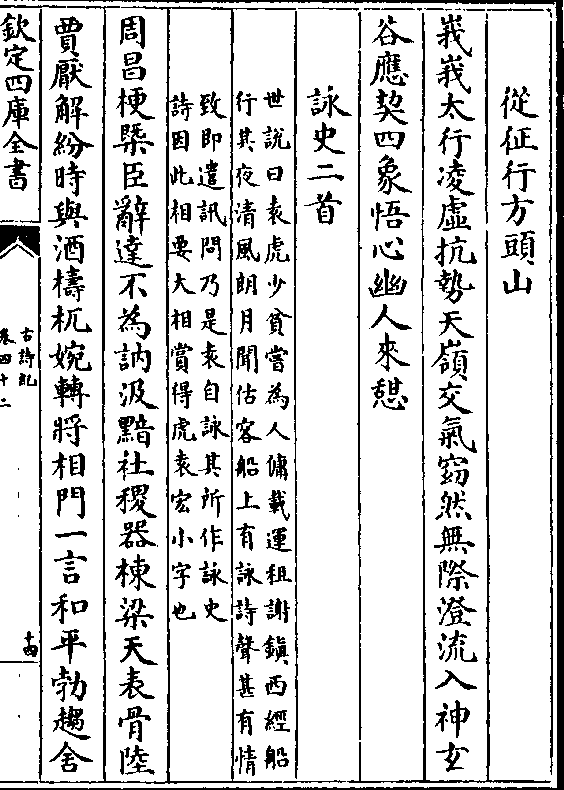 從征行方頭山
峩峩太行凌虛抗勢天嶺交氣窈然無際澄流入神玄
谷應契四象悟心幽人來憩
詠史二首
世說曰袁虎少貧嘗為人傭載運租謝鎮西經船
行其夜清風朗月聞估客船上有詠詩聲甚有情
致即遣訊問乃是袁自詠其所作詠史
詩因此相要大相賞得虎袁宏小字也
周昌梗槩臣辭達不為訥汲黯社稷器棟梁天表骨陸
賈厭解紛時與酒檮杌婉轉將相門一言和平勃趨舍
欽定四庫全書
古詩紀
卷四十二
十四